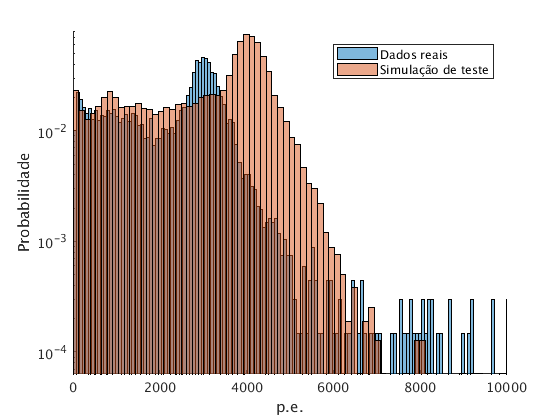 Dados reais
Simulação de teste
Probabilidade
10^-2
10^-3
10^-4
0
2000
4000
6000
8000
10000
p.e.